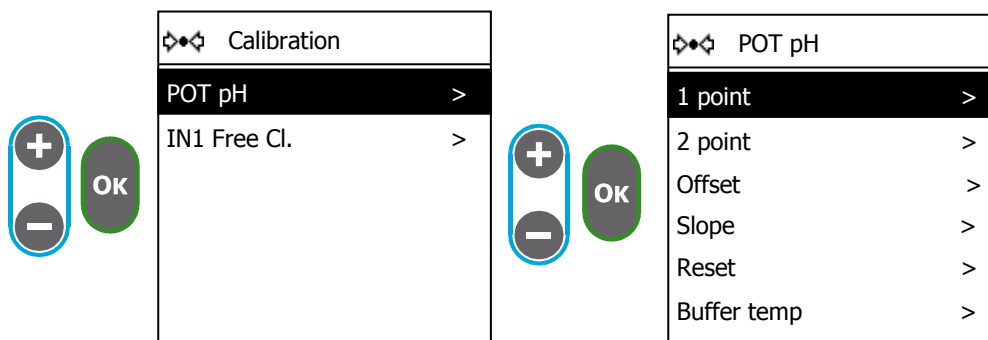 Calibration
POT pH >
IN1 Free Cl. >
+
OK
−
POT pH
1 point >
2 point >
Offset >
Slope >
Reset >
Buffer temp >
+
OK
−